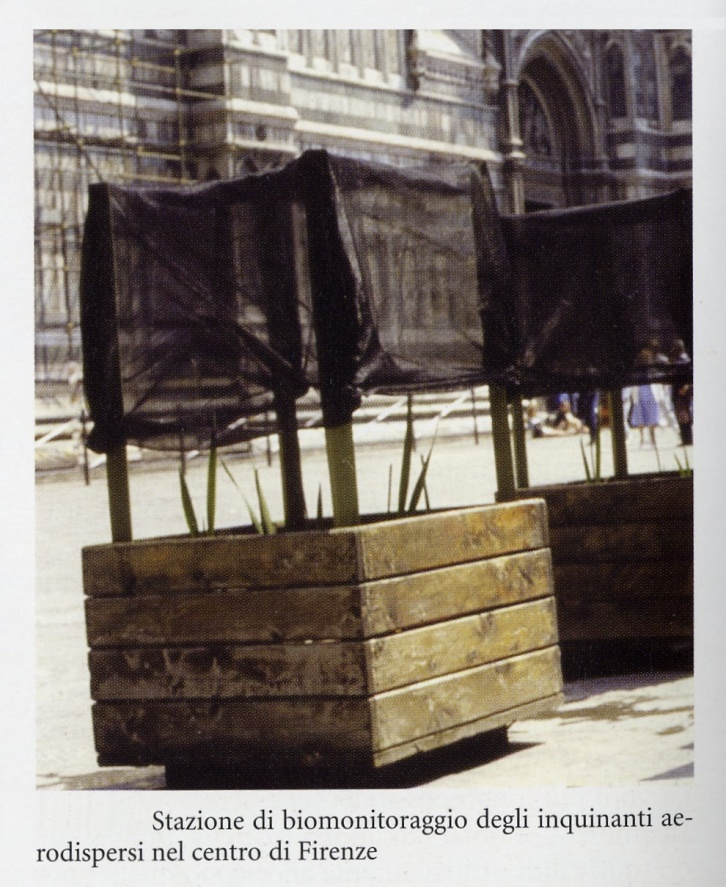 Stazione di biomonitoraggio degli inquinanti ae-
rodispersi nel centro di Firenze